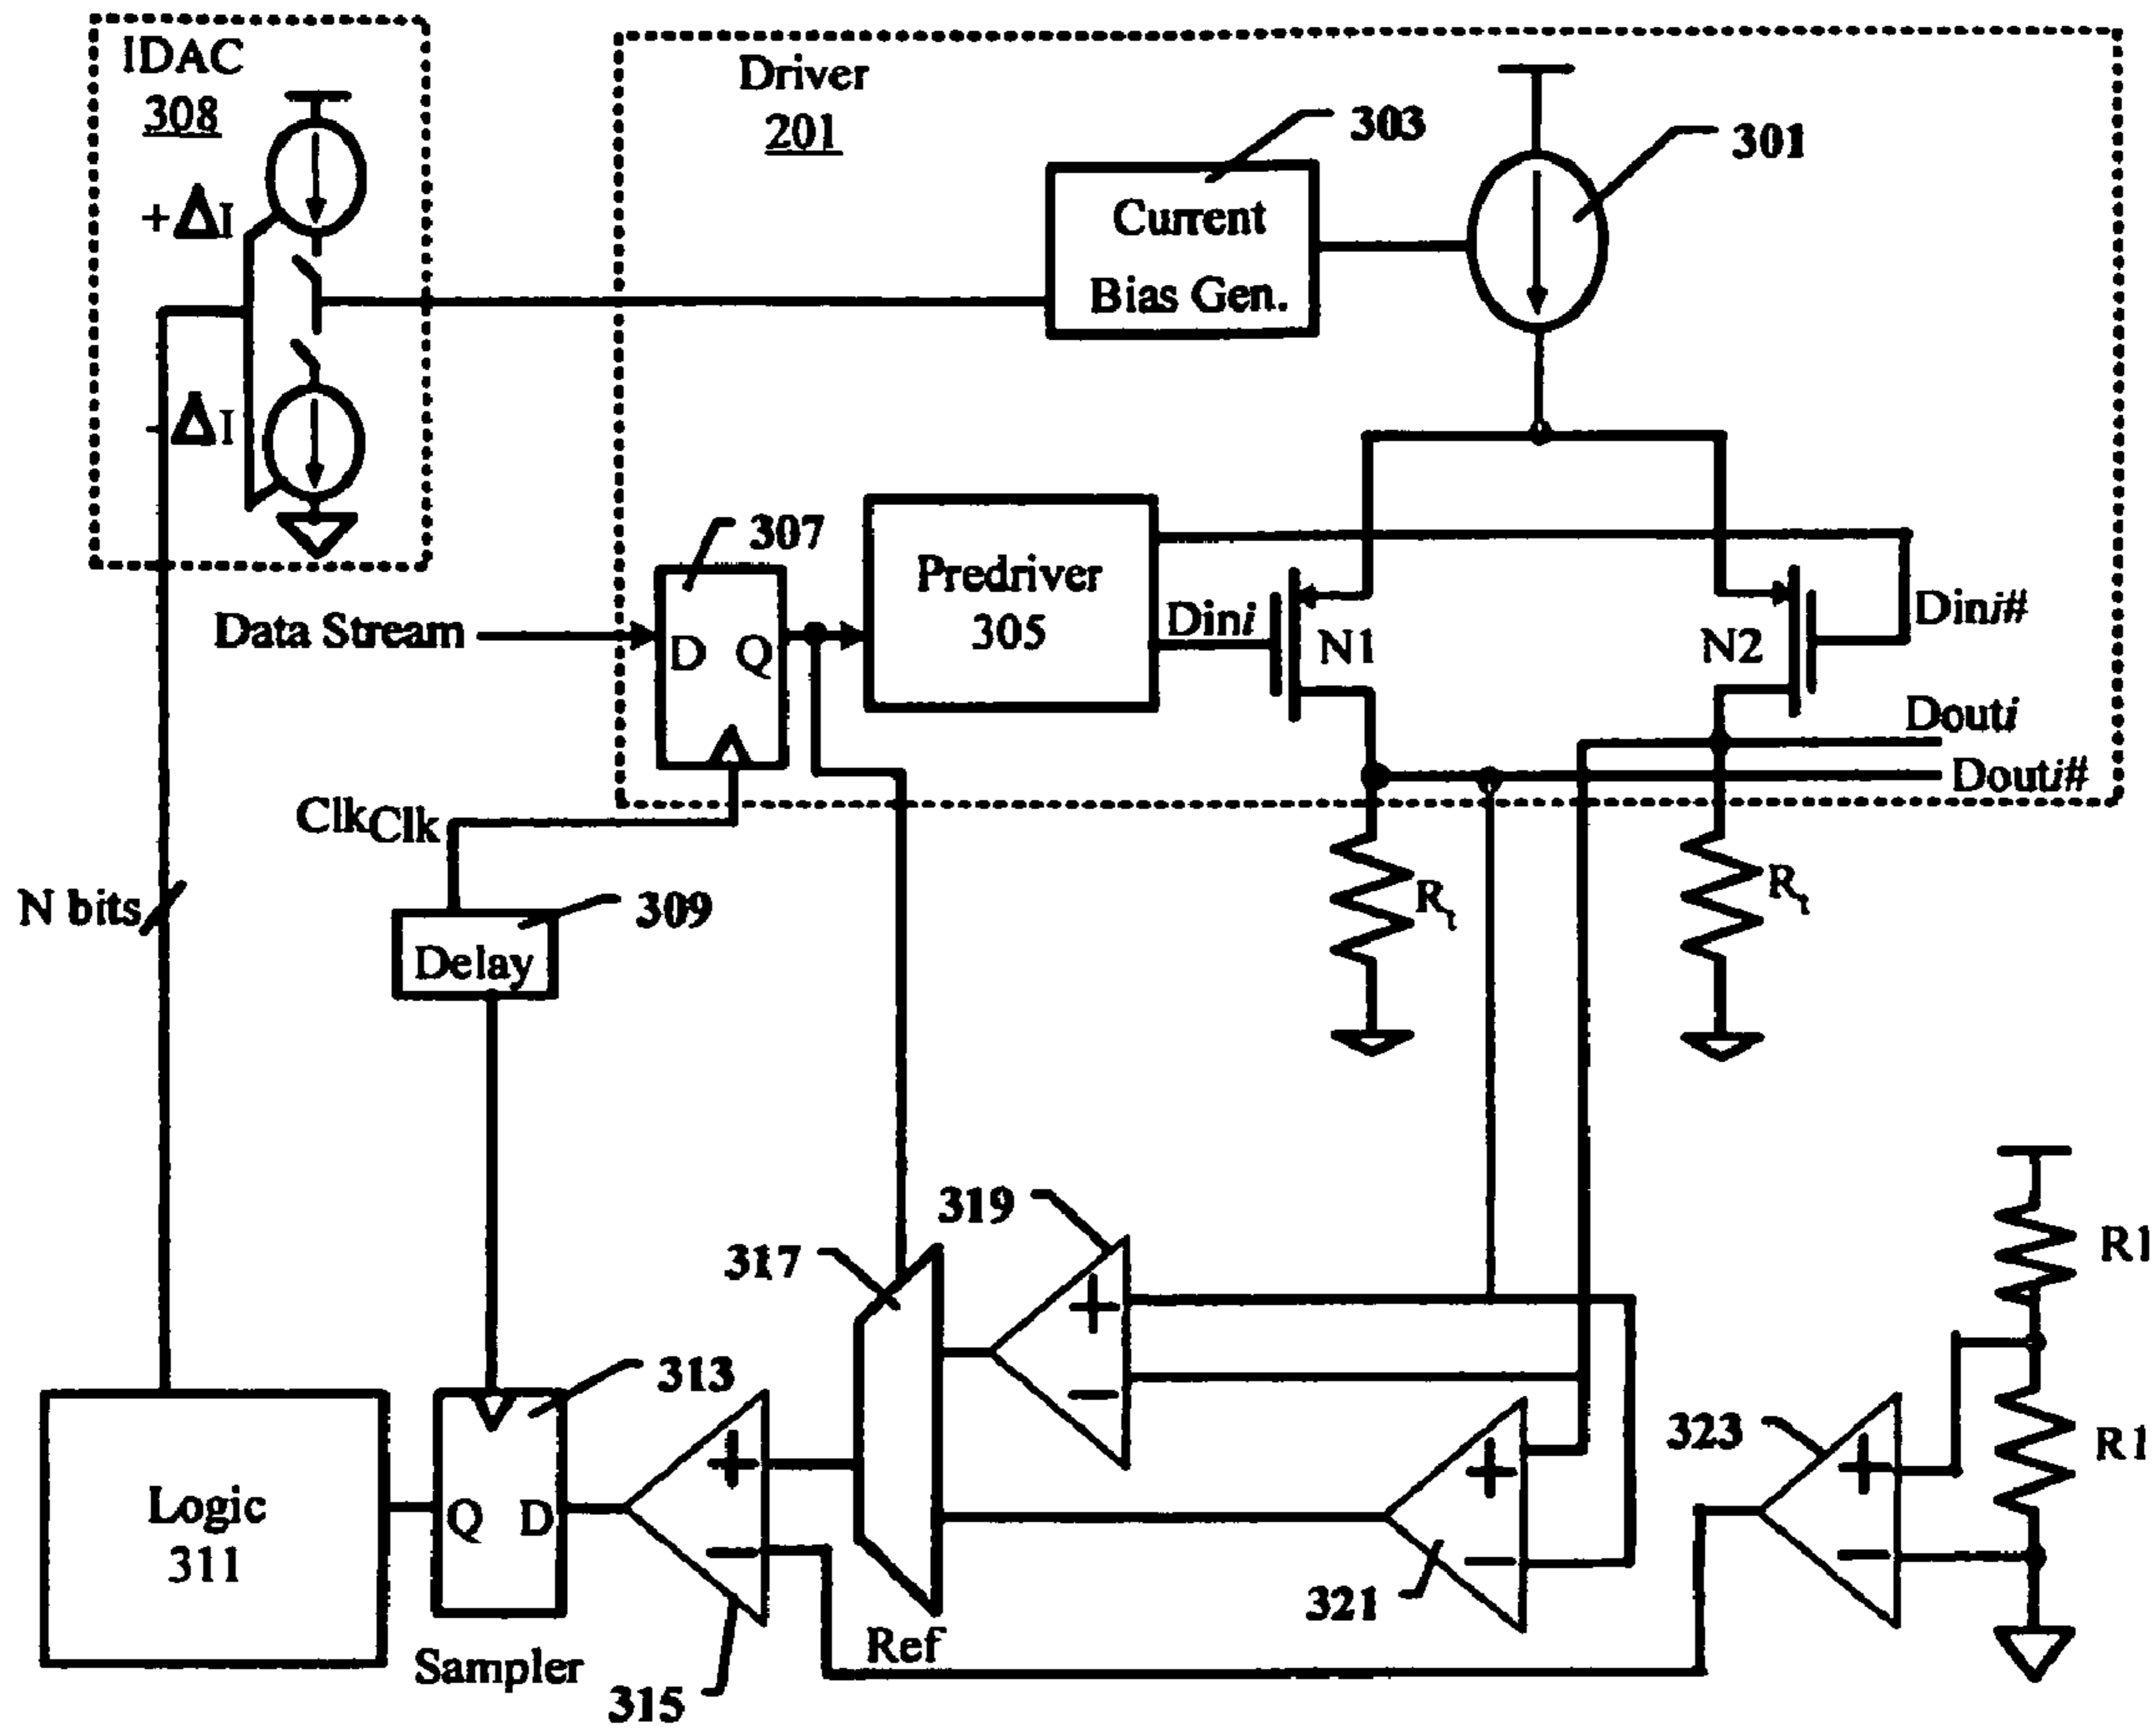 IDAC
308
+ΔI
-ΔI
Driver
201
303
301
Current
Bias Gen.
307
Data Stream
D Q
Predriver
305
Dini
N1
N2
Dini#
Douti
Douti#
Clk
Clk
N bits
309
Delay
Rt
Rt
319
317
+
−
R1
R1
323
+
−
313
Logic
311
Q D
Sampler
+
−
315
Ref
+
−
321